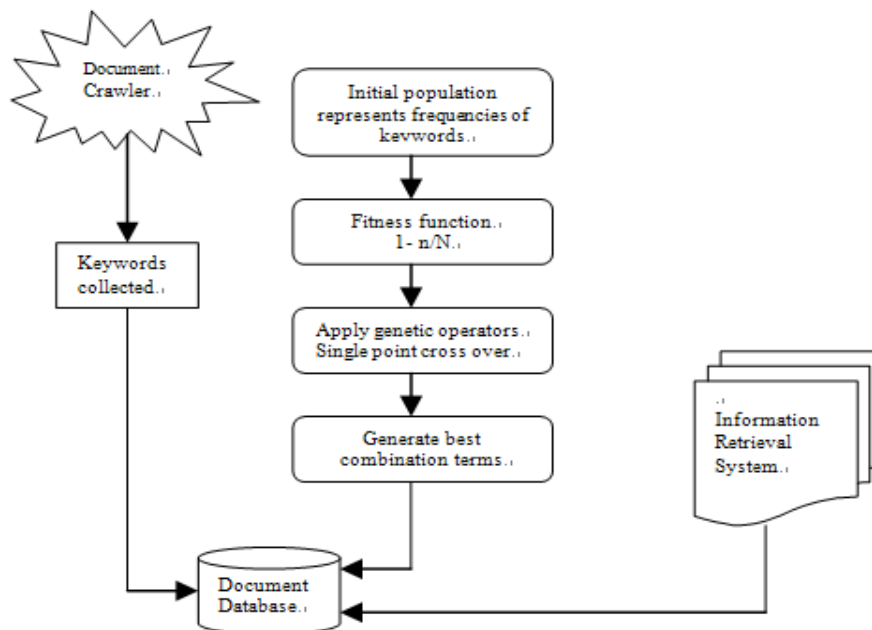 Document.
Crawler.
Initial population
represents frequencies of
kevwords.
Fitness function.
1- n/N.
Keywords
collected.
Apply genetic operators.
Single point cross over.
Generate best
combination terms.
.
Information
Retrieval
System.
Document
Database.